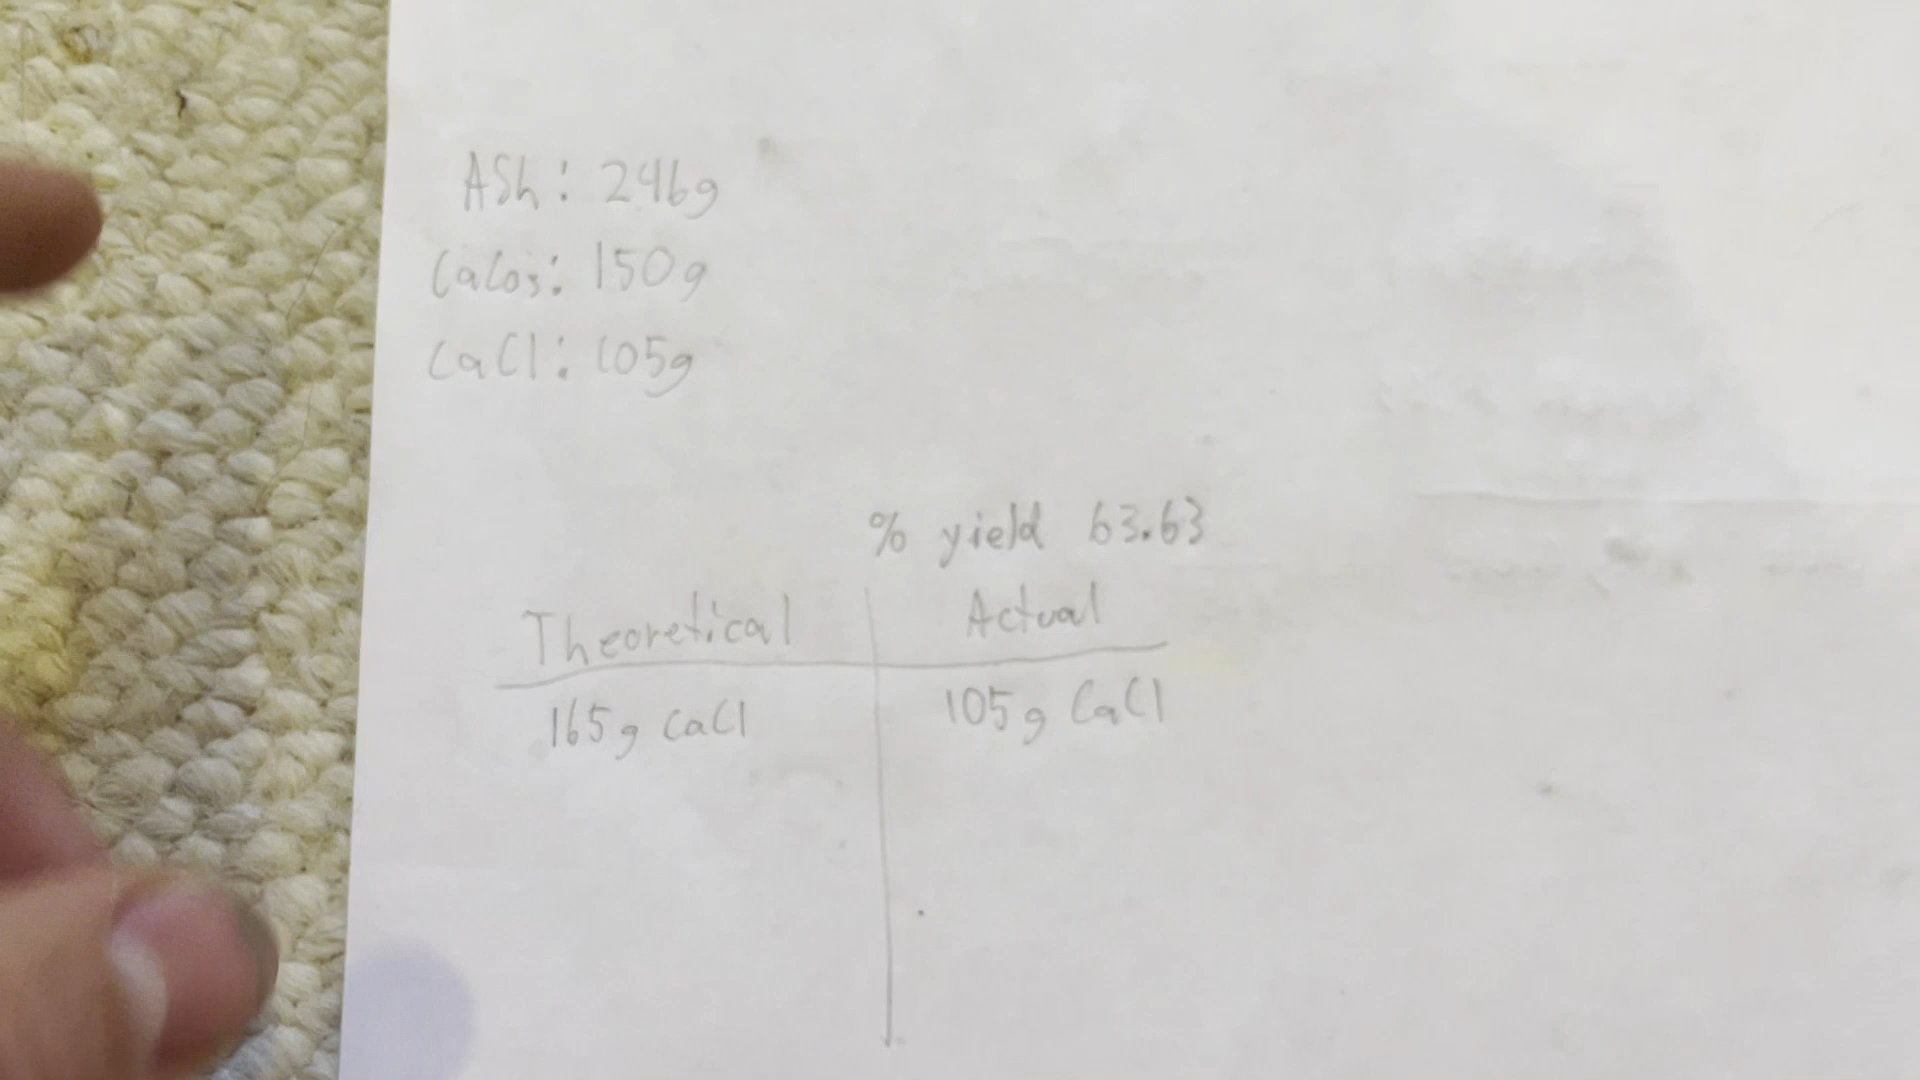 ASh: 246g
CaCo3: 150g
CaCl: 105g
% yield 63.63
Theoretical Actual
165g CaCl 105g CaCl